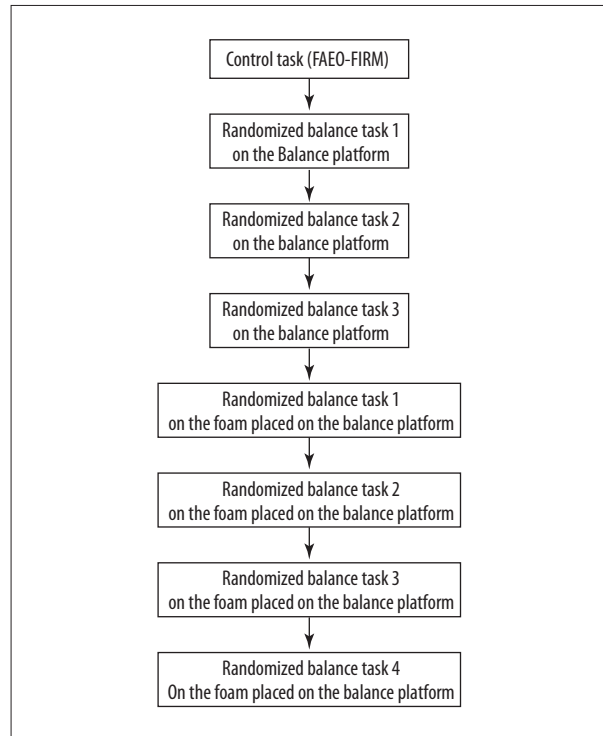 Control task (FAEO-FIRM)
Randomized balance task 1
on the Balance platform
Randomized balance task 2
on the balance platform
Randomized balance task 3
on the balance platform
Randomized balance task 1
on the foam placed on the balance platform
Randomized balance task 2
on the foam placed on the balance platform
Randomized balance task 3
on the foam placed on the balance platform
Randomized balance task 4
On the foam placed on the balance platform